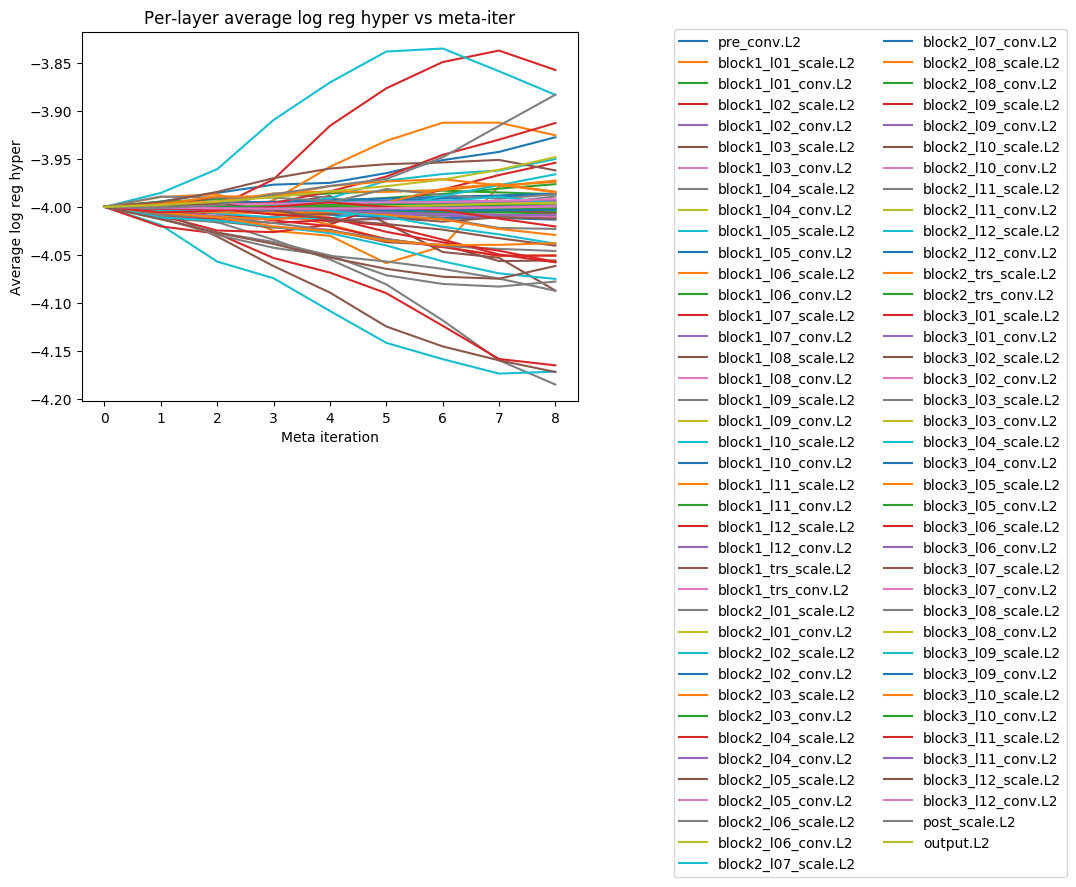 Per-layer average log reg hyper vs meta-iter
Average log reg hyper
−3.85
−3.90
−3.95
−4.00
−4.05
−4.10
−4.15
−4.20
0 1 2 3 4 5 6 7 8
Meta iteration
pre_conv.L2
block1_l01_scale.L2
block1_l01_conv.L2
block1_l02_scale.L2
block1_l02_conv.L2
block1_l03_scale.L2
block1_l03_conv.L2
block1_l04_scale.L2
block1_l04_conv.L2
block1_l05_scale.L2
block1_l05_conv.L2
block1_l06_scale.L2
block1_l06_conv.L2
block1_l07_scale.L2
block1_l07_conv.L2
block1_l08_scale.L2
block1_l08_conv.L2
block1_l09_scale.L2
block1_l09_conv.L2
block1_l10_scale.L2
block1_l10_conv.L2
block1_l11_scale.L2
block1_l11_conv.L2
block1_l12_scale.L2
block1_l12_conv.L2
block1_trs_scale.L2
block1_trs_conv.L2
block2_l01_scale.L2
block2_l01_conv.L2
block2_l02_scale.L2
block2_l02_conv.L2
block2_l03_scale.L2
block2_l03_conv.L2
block2_l04_scale.L2
block2_l04_conv.L2
block2_l05_scale.L2
block2_l05_conv.L2
block2_l06_scale.L2
block2_l06_conv.L2
block2_l07_scale.L2
block2_l07_conv.L2
block2_l08_scale.L2
block2_l08_conv.L2
block2_l09_scale.L2
block2_l09_conv.L2
block2_l10_scale.L2
block2_l10_conv.L2
block2_l11_scale.L2
block2_l11_conv.L2
block2_l12_scale.L2
block2_l12_conv.L2
block2_trs_scale.L2
block2_trs_conv.L2
block3_l01_scale.L2
block3_l01_conv.L2
block3_l02_scale.L2
block3_l02_conv.L2
block3_l03_scale.L2
block3_l03_conv.L2
block3_l04_scale.L2
block3_l04_conv.L2
block3_l05_scale.L2
block3_l05_conv.L2
block3_l06_scale.L2
block3_l06_conv.L2
block3_l07_scale.L2
block3_l07_conv.L2
block3_l08_scale.L2
block3_l08_conv.L2
block3_l09_scale.L2
block3_l09_conv.L2
block3_l10_scale.L2
block3_l10_conv.L2
block3_l11_scale.L2
block3_l11_conv.L2
block3_l12_scale.L2
block3_l12_conv.L2
post_scale.L2
output.L2